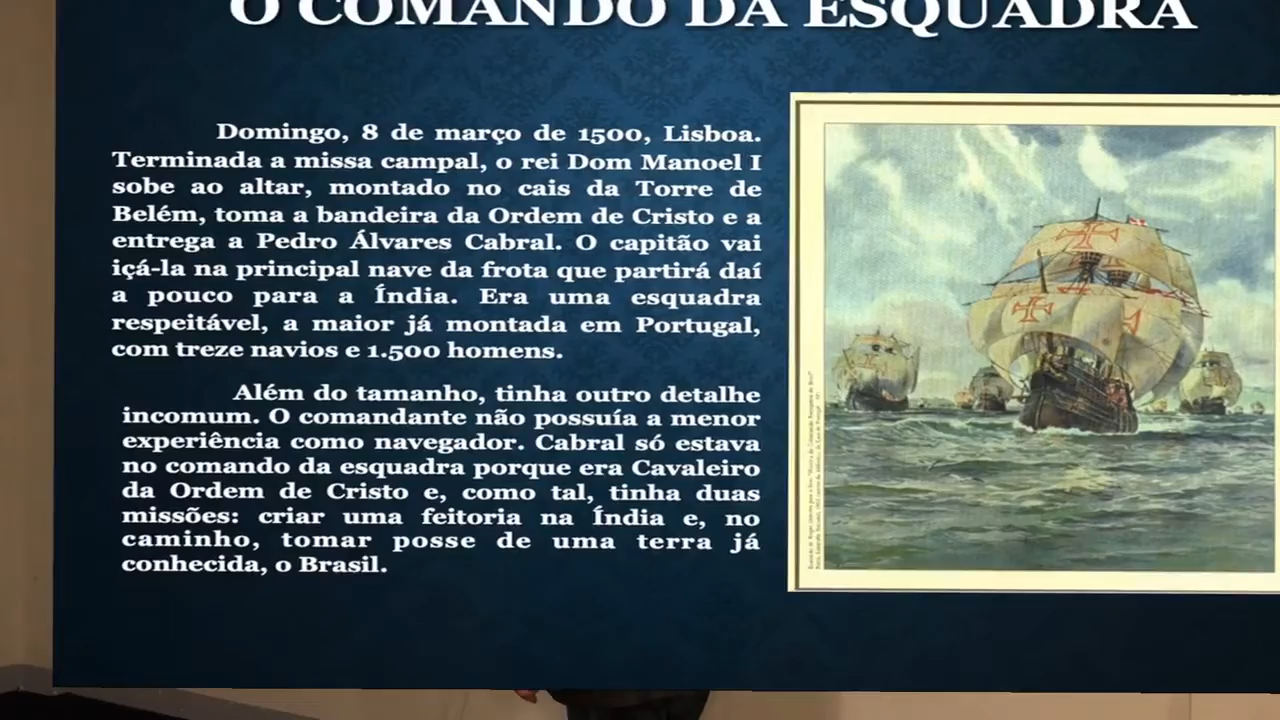 O COMANDO DA ESQUADRA
Domingo, 8 de março de 1500, Lisboa.
Terminada a missa campal, o rei Dom Manoel I
sobe ao altar, montado no cais da Torre de
Belém, toma a bandeira da Ordem de Cristo e a
entrega a Pedro Álvares Cabral. O capitão vai
içá-la na principal nave da frota que partirá daí
a pouco para a Índia. Era uma esquadra
respeitável, a maior já montada em Portugal,
com treze navios e 1.500 homens.
Além do tamanho, tinha outro detalhe
incomum. O comandante não possuía a menor
experiência como navegador. Cabral só estava
no comando da esquadra porque era Cavaleiro
da Ordem de Cristo e, como tal, tinha duas
missões: criar uma feitoria na Índia e, no
caminho, tomar posse de uma terra já
conhecida, o Brasil.